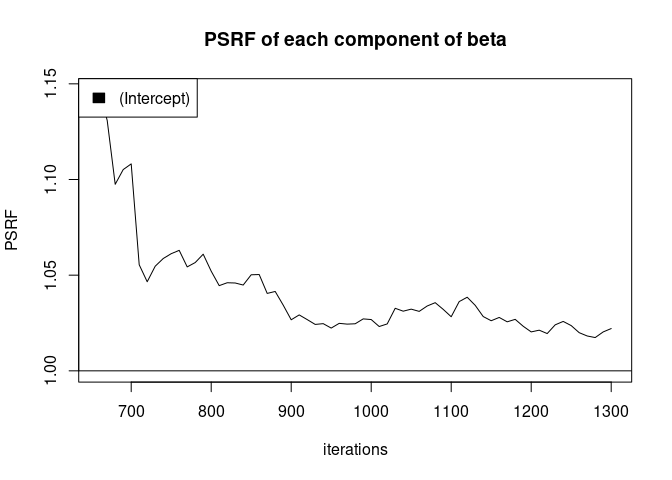 PSRF of each component of beta
(Intercept)
PSRF
1.15
1.10
1.05
1.00
700 800 900 1000 1100 1200 1300
iterations